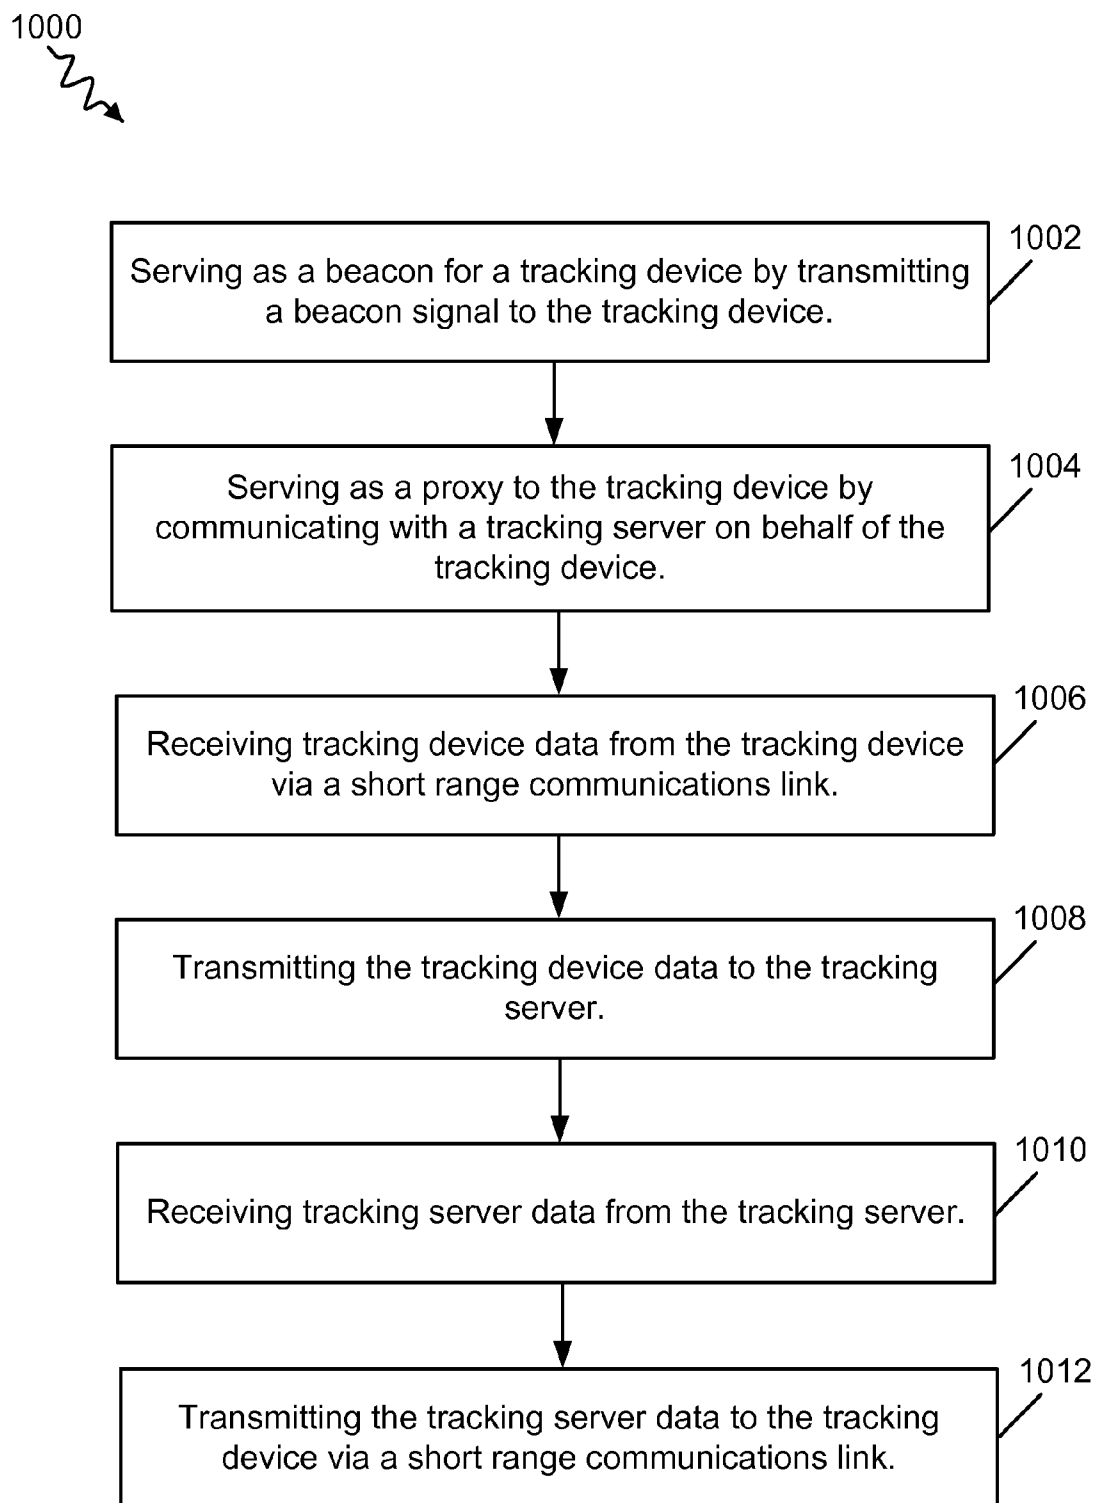 1000
1002
Serving as a beacon for a tracking device by transmitting
a beacon signal to the tracking device.
1004
Serving as a proxy to the tracking device by
communicating with a tracking server on behalf of the
tracking device.
1006
Receiving tracking device data from the tracking device
via a short range communications link.
1008
Transmitting the tracking device data to the tracking
server.
1010
Receiving tracking server data from the tracking server.
1012
Transmitting the tracking server data to the tracking
device via a short range communications link.